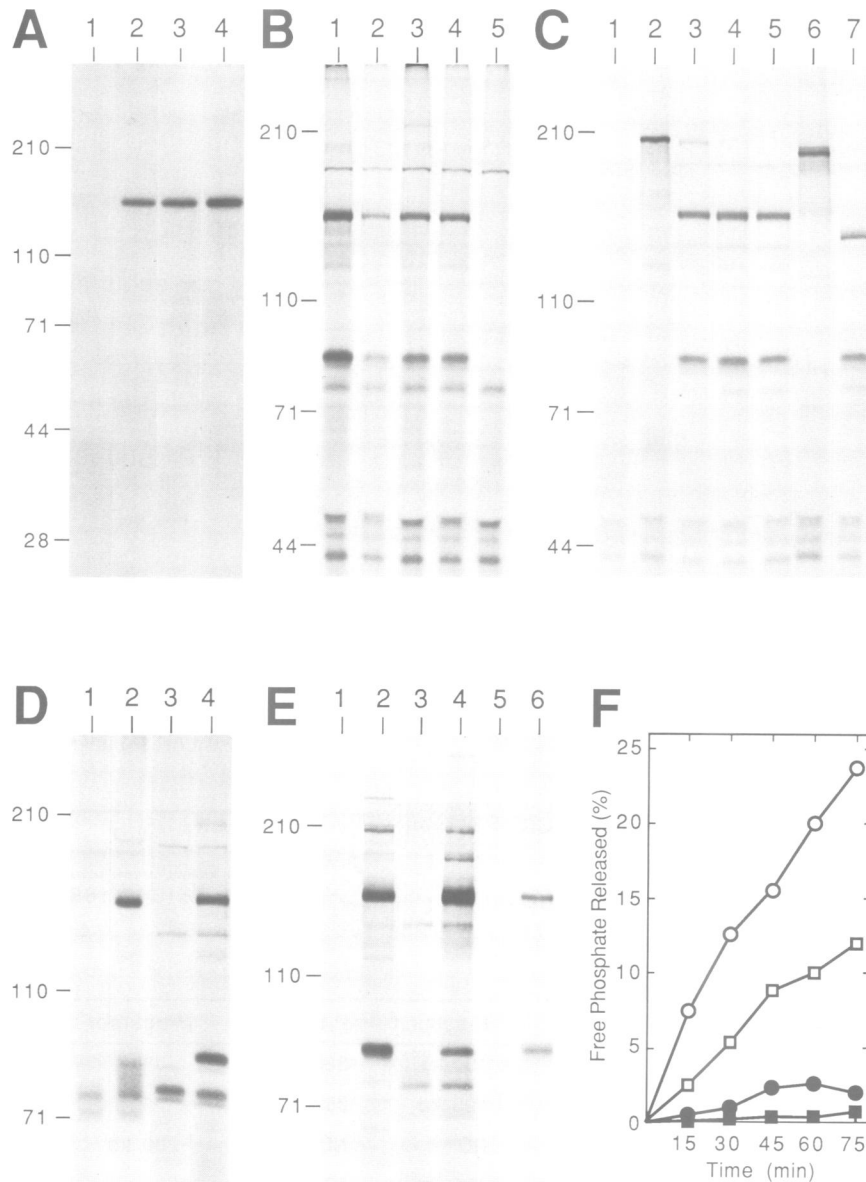 A 1 2 3 4
210
110
71
44
28
B 1 2 3 4 5
210
110
71
44
C 1 2 3 4 5 6 7
210
110
71
44
D 1 2 3 4
210
110
71
E 1 2 3 4 5 6
210
110
71
F
Free Phosphate Released (%)
25
20
15
10
5
0
15 30 45 60 75
Time (min)